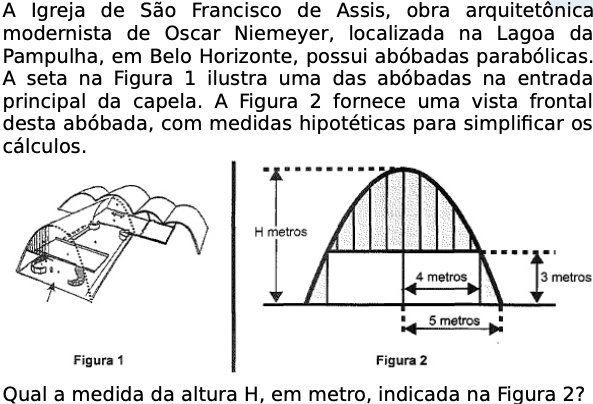 A Igreja de São Francisco de Assis, obra arquitetônica
modernista de Oscar Niemeyer, localizada na Lagoa da
Pampulha, em Belo Horizonte, possui abóbadas parabólicas.
A seta na Figura 1 ilustra uma das abóbadas na entrada
principal da capela. A Figura 2 fornece uma vista frontal
desta abóbada, com medidas hipotéticas para simplificar os
cálculos.
H metros
4 metros
3 metros
5 metros
Figura 1
Figura 2
Qual a medida da altura H, em metro, indicada na Figura 2?